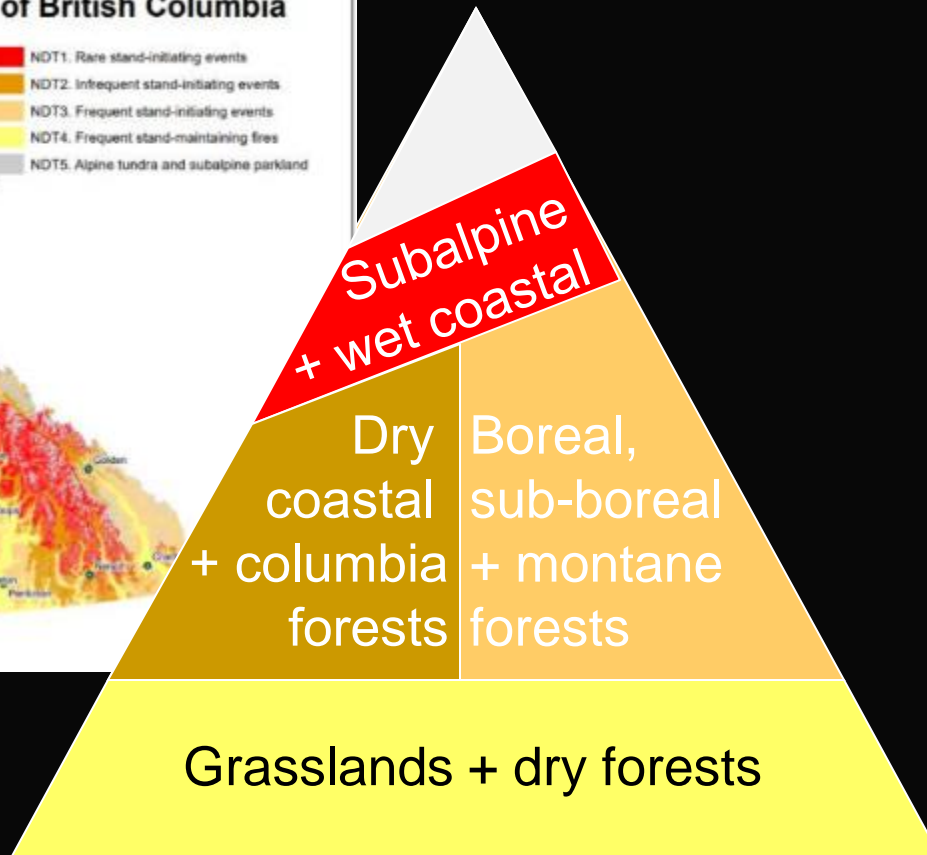 of British Columbia
NDT1. Rare stand-initiating events
NDT2. Infrequent stand-initiating events
NDT3. Frequent stand-initiating events
NDT4. Frequent stand-maintaining fires
NDT5. Alpine tundra and subalpine parkland
Subalpine
+ wet coastal
Golden
Dry
coastal
+ columbia
forests
Boreal,
sub-boreal
+ montane
forests
Grasslands + dry forests